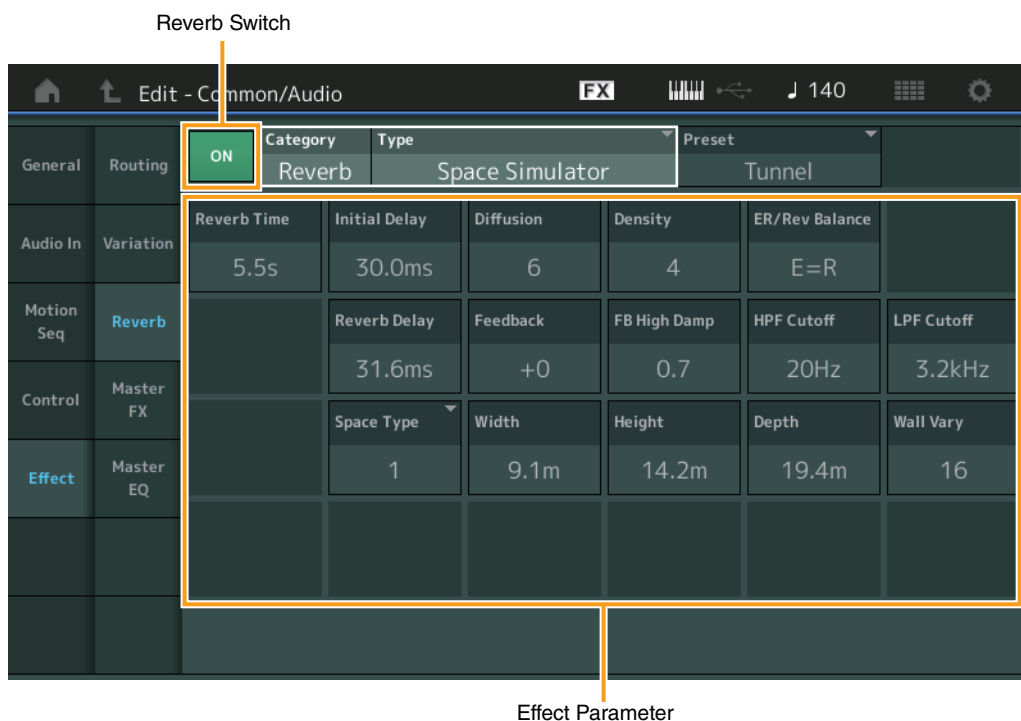 Reverb Switch
Edit - Common/Audio FX ♩ 140
General Routing ON Category Reverb Type Space Simulator Preset Tunnel
Audio In Variation
Motion Seq Reverb
Control Master FX
Effect Master EQ
Reverb Time Initial Delay Diffusion Density ER/Rev Balance
5.5s 30.0ms 6 4 E=R
Reverb Delay Feedback FB High Damp HPF Cutoff LPF Cutoff
31.6ms +0 0.7 20Hz 3.2kHz
Space Type Width Height Depth Wall Vary
1 9.1m 14.2m 19.4m 16
Effect Parameter